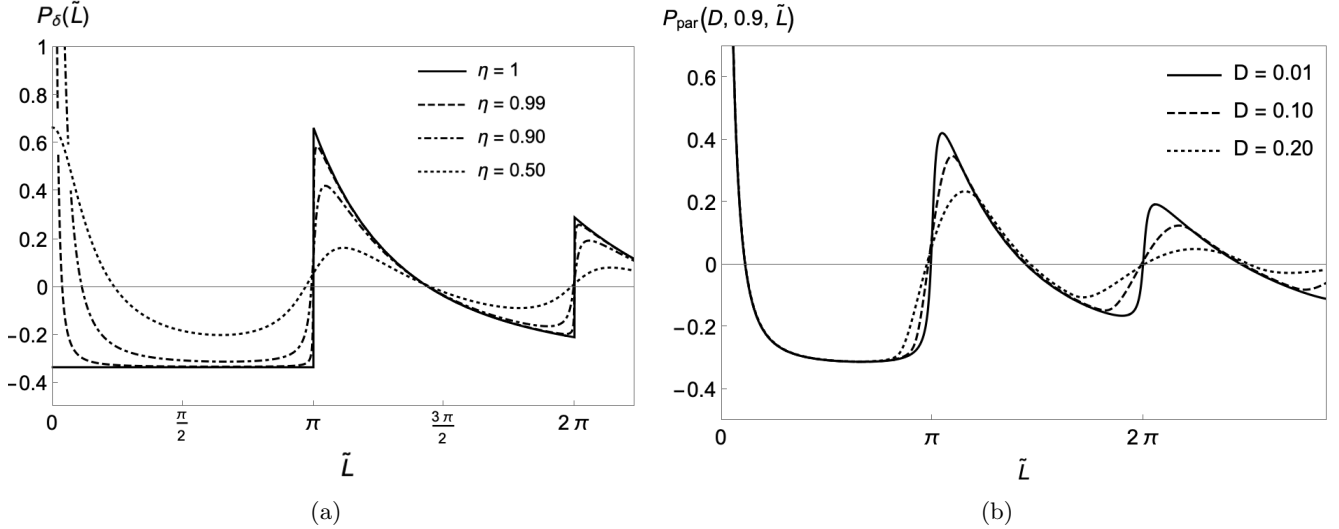 P_δ(L̃)
1
0.8
0.6
0.4
0.2
0
−0.2
−0.4
0
π/2
π
3π/2
2π
L̃
η = 1
η = 0.99
η = 0.90
η = 0.50
(a)
P_par(D, 0.9, L̃)
0.6
0.4
0.2
0
−0.2
−0.4
0
π
2π
L̃
D = 0.01
D = 0.10
D = 0.20
(b)